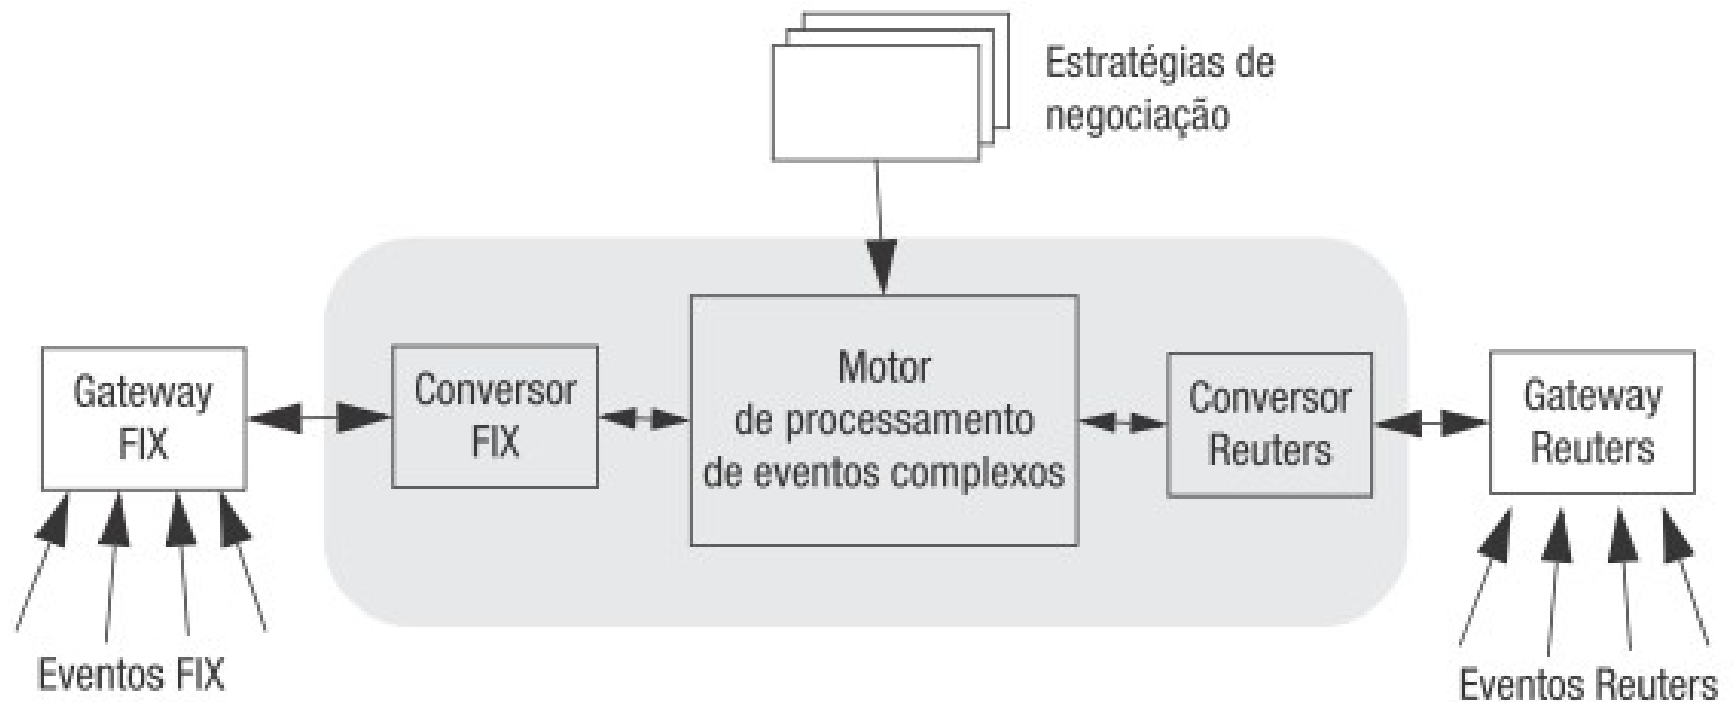 Estratégias de
negociação
Gateway
FIX
Conversor
FIX
Motor
de processamento
de eventos complexos
Conversor
Reuters
Gateway
Reuters
Eventos FIX
Eventos Reuters